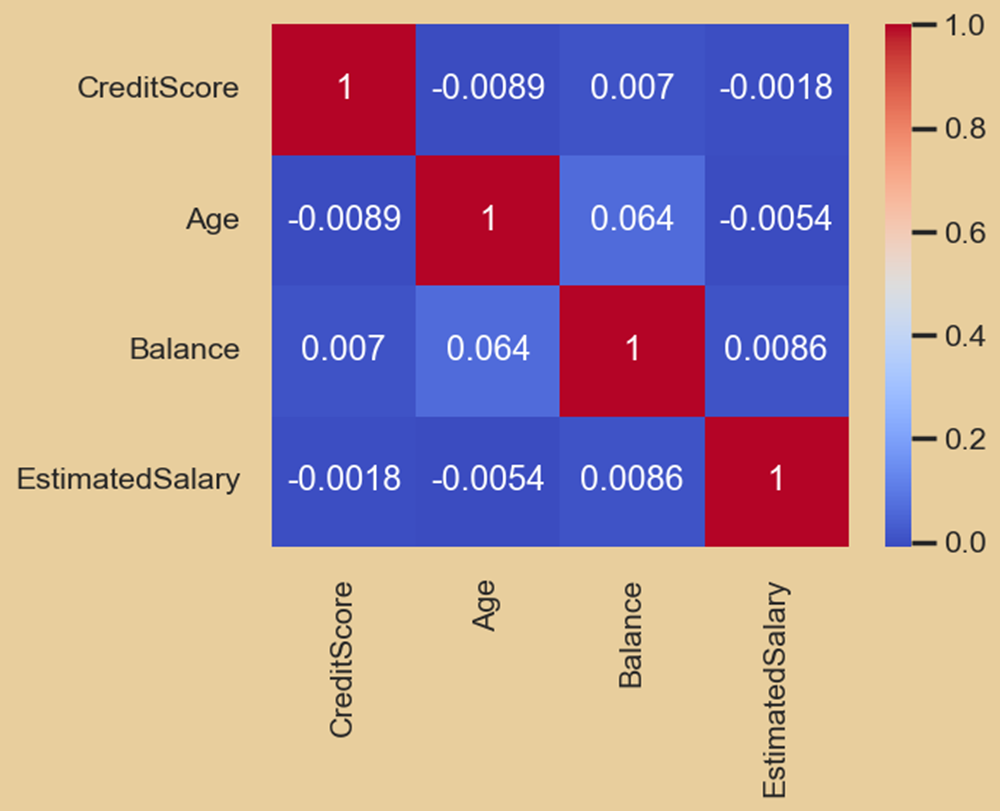 CreditScore 1 -0.0089 0.007 -0.0018
Age -0.0089 1 0.064 -0.0054
Balance 0.007 0.064 1 0.0086
EstimatedSalary -0.0018 -0.0054 0.0086 1
CreditScore
Age
Balance
EstimatedSalary
1.0
0.8
0.6
0.4
0.2
0.0